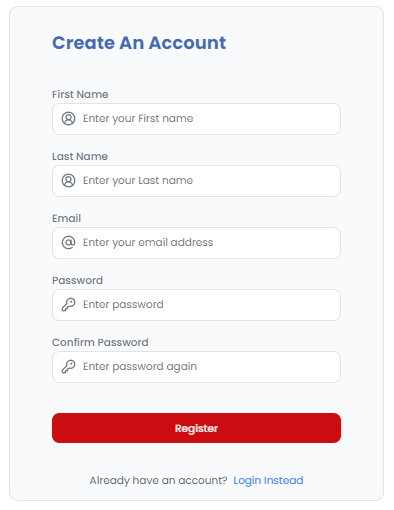 Create An Account
First Name
Enter your First name
Last Name
Enter your Last name
Email
Enter your email address
Password
Enter password
Confirm Password
Enter password again
Register
Already have an account? Login Instead